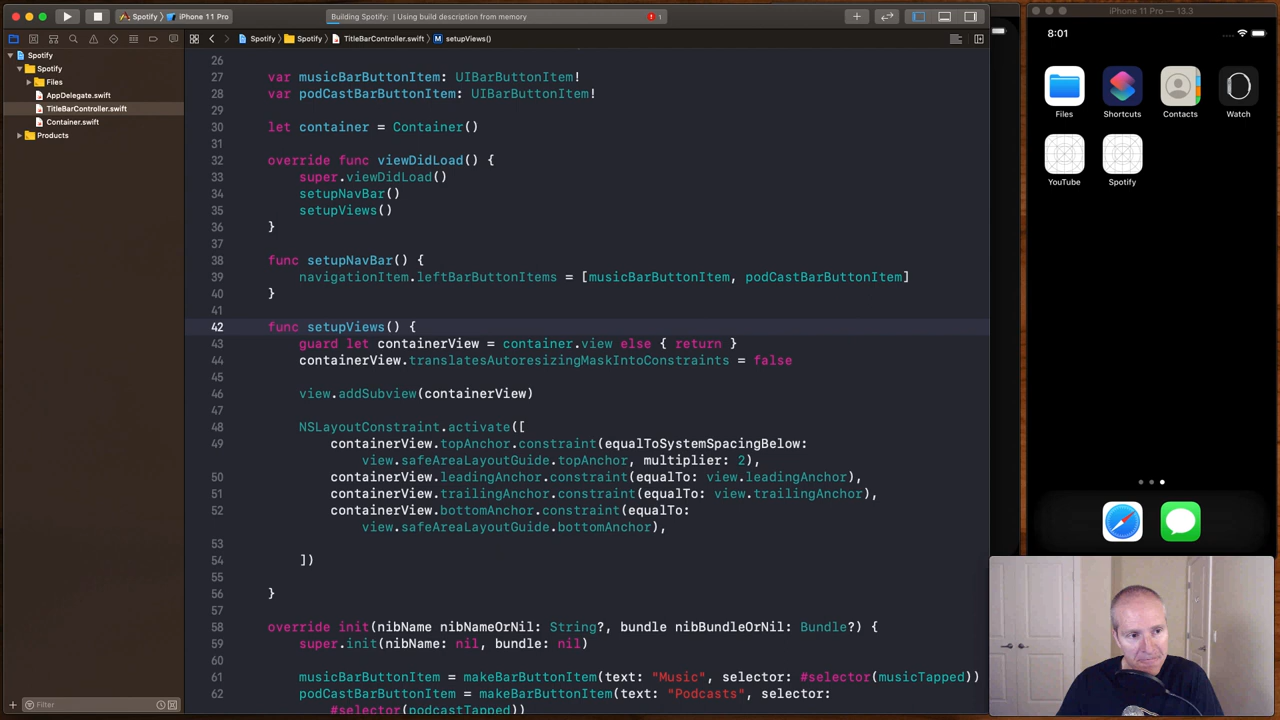 Spotify
iPhone 11 Pro
Building Spotify: | Using build description from memory
1
iPhone 11 Pro — 13.3
Spotify
Spotify
Files
AppDelegate.swift
TitleBarController.swift
Container.swift
Products
Filter
Spotify
Spotify
TitleBarController.swift
M
setupViews()
26
27 var musicBarButtonItem: UIBarButtonItem!
28 var podCastBarButtonItem: UIBarButtonItem!
29
30 let container = Container()
31
32 override func viewDidLoad() {
33 super.viewDidLoad()
34 setupNavBar()
35 setupViews()
36 }
37
38 func setupNavBar() {
39 navigationItem.leftBarButtonItems = [musicBarButtonItem, podCastBarButtonItem]
40 }
41
42 func setupViews() {
43 guard let containerView = container.view else { return }
44 containerView.translatesAutoresizingMaskIntoConstraints = false
45
46 view.addSubview(containerView)
47
48 NSLayoutConstraint.activate([
49 containerView.topAnchor.constraint(equalToSystemSpacingBelow:
view.safeAreaLayoutGuide.topAnchor, multiplier: 2),
50 containerView.leadingAnchor.constraint(equalTo: view.leadingAnchor),
51 containerView.trailingAnchor.constraint(equalTo: view.trailingAnchor),
52 containerView.bottomAnchor.constraint(equalTo:
view.safeAreaLayoutGuide.bottomAnchor),
53
54 ])
55
56 }
57
58 override init(nibName nibNameOrNil: String?, bundle nibBundleOrNil: Bundle?) {
59 super.init(nibName: nil, bundle: nil)
60
61 musicBarButtonItem = makeBarButtonItem(text: "Music", selector: #selector(musicTapped))
62 podCastBarButtonItem = makeBarButtonItem(text: "Podcasts", selector:
#selector(podcastTapped))
8:01
Files
Shortcuts
Contacts
Watch
YouTube
Spotify